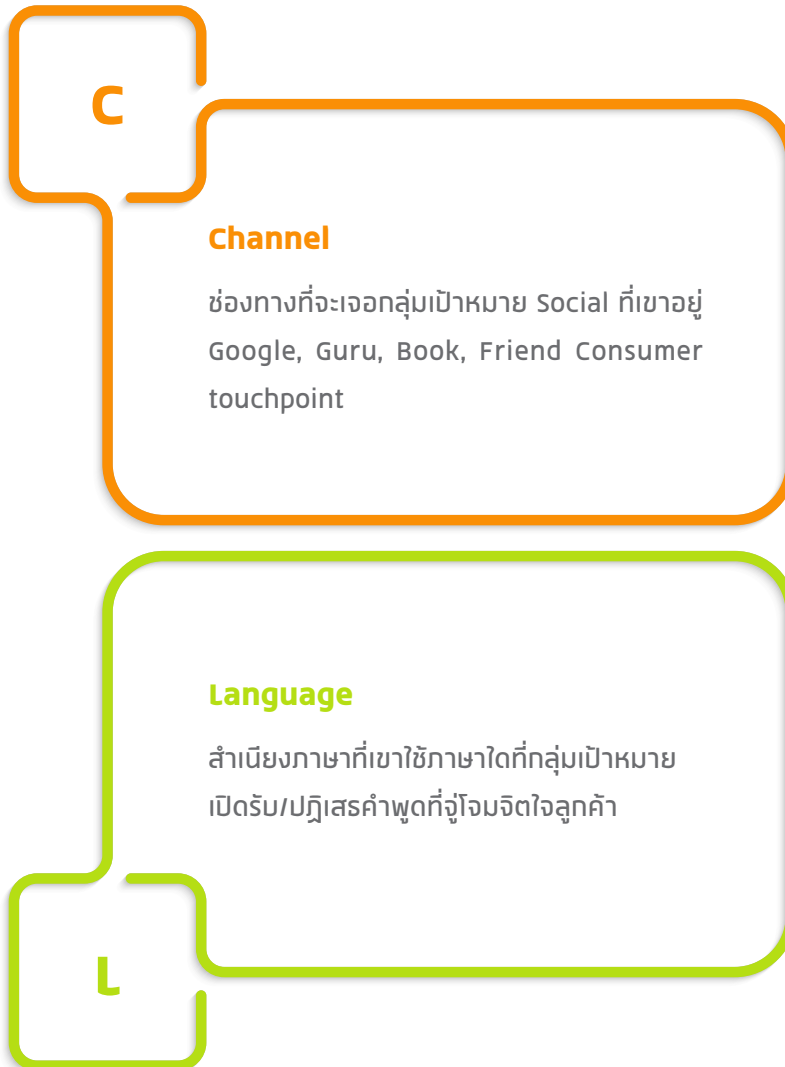 C
Channel
ช่องทางที่จะเจอกลุ่มเป้าหมาย Social ที่เขาอยู่
Google, Guru, Book, Friend Consumer
touchpoint
Language
สำเนียงภาษาที่เขาใช้ภาษาใดที่กลุ่มเป้าหมาย
เปิดรับ/ปฏิเสธคำพูดที่จู่โจมจิตใจลูกค้า
L